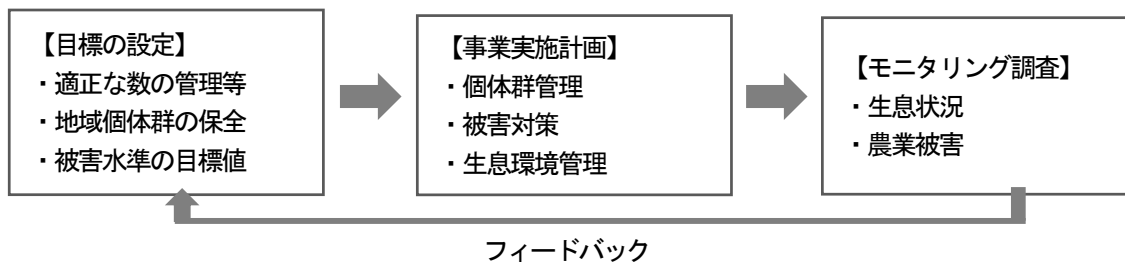 【目標の設定】
・適正な数の管理等
・地域個体群の保全
・被害水準の目標値
【事業実施計画】
・個体群管理
・被害対策
・生息環境管理
【モニタリング調査】
・生息状況
・農業被害
フィードバック